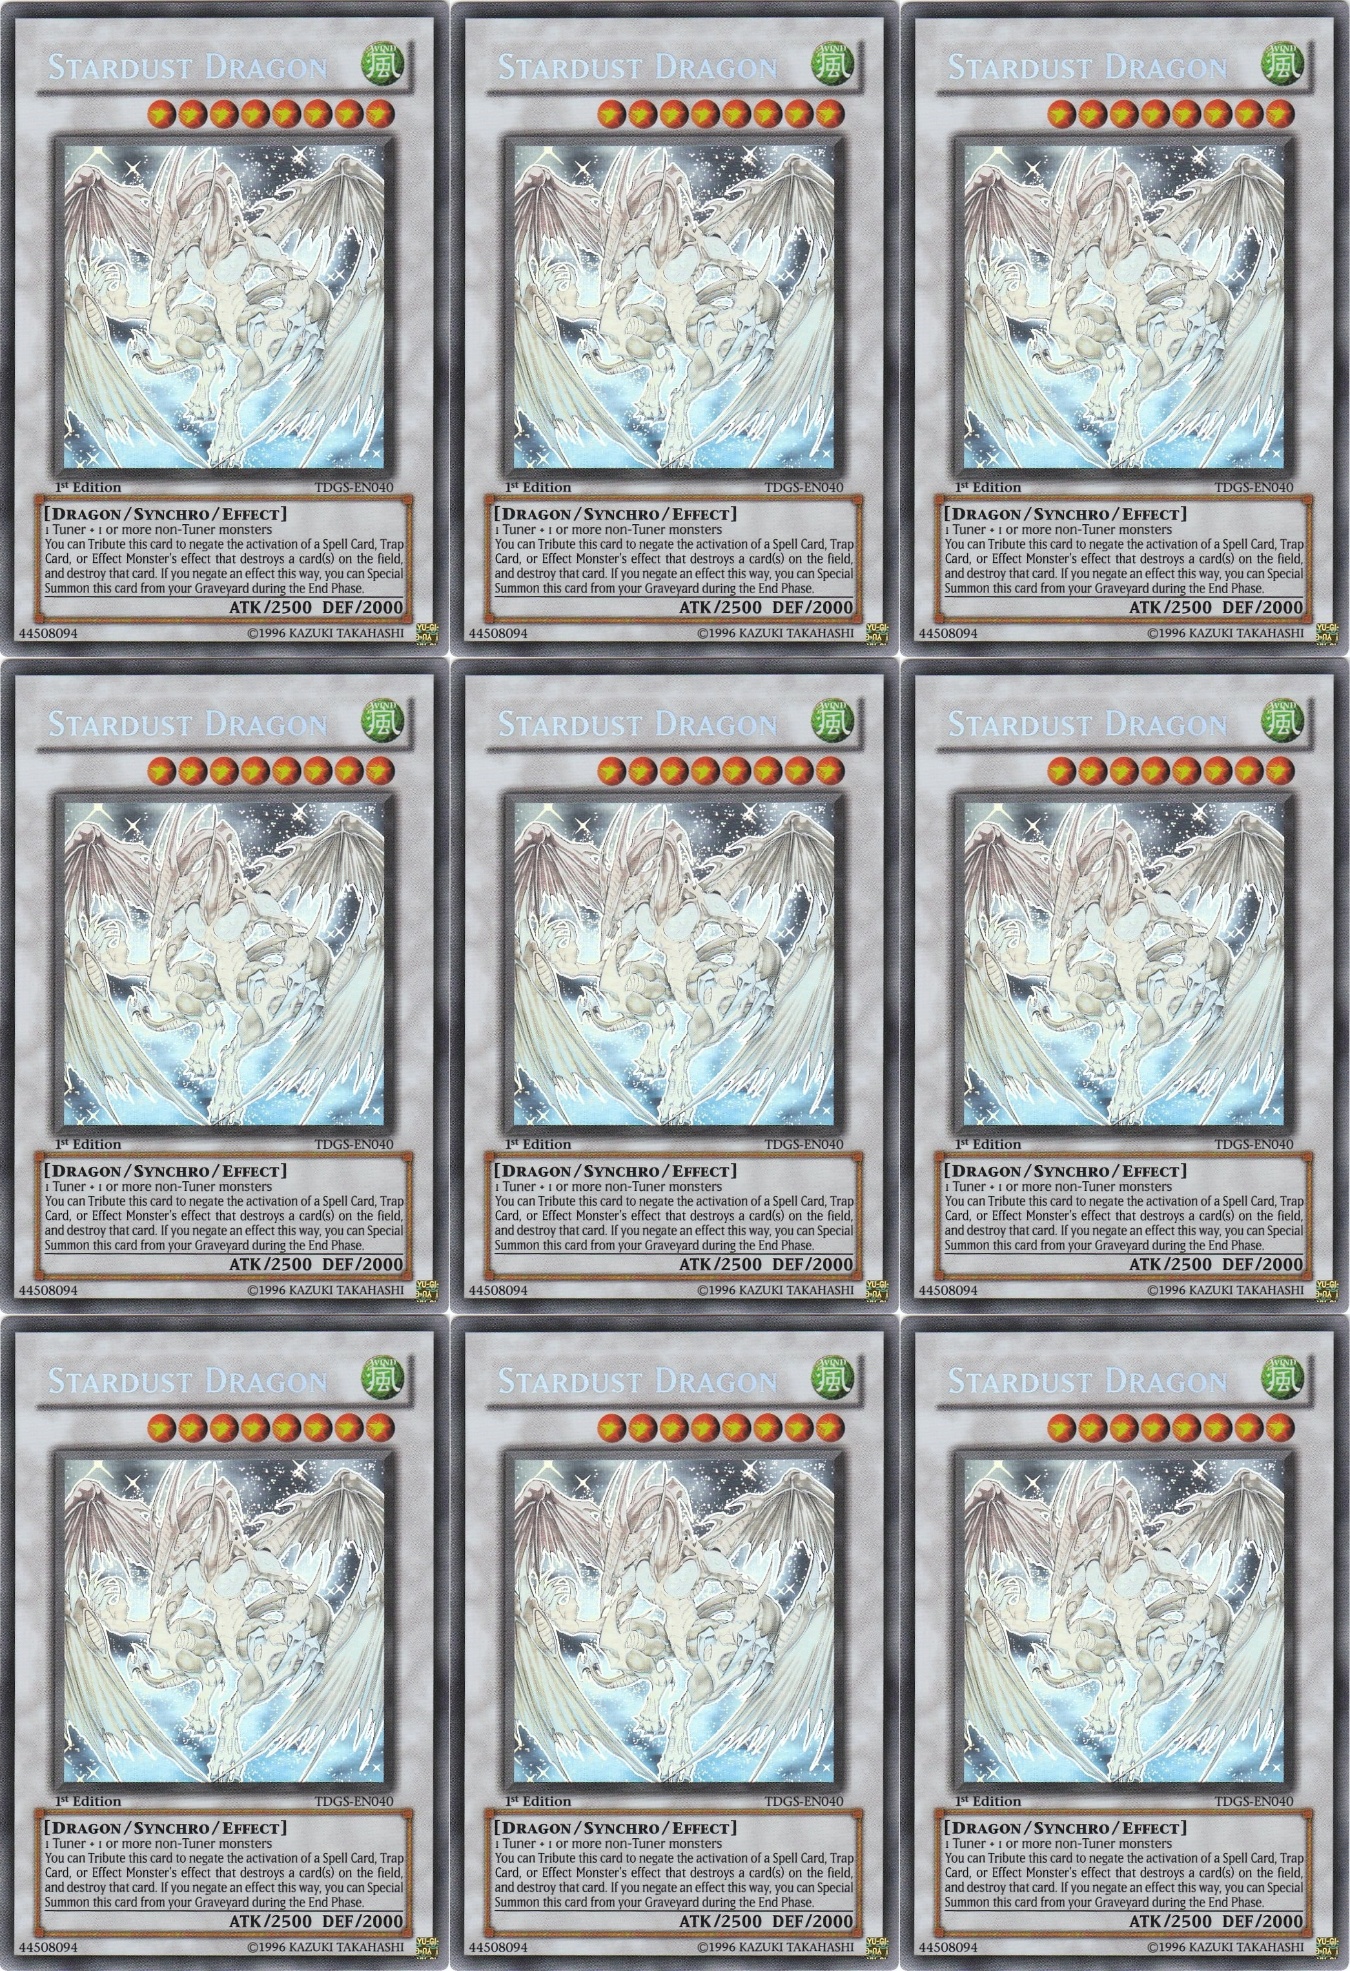 STARDUST DRAGON
WIND
風
1st Edition TDGS-EN040
[DRAGON/SYNCHRO/EFFECT]
1 Tuner + 1 or more non-Tuner monsters
You can Tribute this card to negate the activation of a Spell Card, Trap
Card, or Effect Monster's effect that destroys a card(s) on the field,
and destroy that card. If you negate an effect this way, you can Special
Summon this card from your Graveyard during the End Phase.
ATK/2500 DEF/2000
44508094 ©1996 KAZUKI TAKAHASHI
STARDUST DRAGON
WIND
風
1st Edition TDGS-EN040
[DRAGON/SYNCHRO/EFFECT]
1 Tuner + 1 or more non-Tuner monsters
You can Tribute this card to negate the activation of a Spell Card, Trap
Card, or Effect Monster's effect that destroys a card(s) on the field,
and destroy that card. If you negate an effect this way, you can Special
Summon this card from your Graveyard during the End Phase.
ATK/2500 DEF/2000
44508094 ©1996 KAZUKI TAKAHASHI
STARDUST DRAGON
WIND
風
1st Edition TDGS-EN040
[DRAGON/SYNCHRO/EFFECT]
1 Tuner + 1 or more non-Tuner monsters
You can Tribute this card to negate the activation of a Spell Card, Trap
Card, or Effect Monster's effect that destroys a card(s) on the field,
and destroy that card. If you negate an effect this way, you can Special
Summon this card from your Graveyard during the End Phase.
ATK/2500 DEF/2000
44508094 ©1996 KAZUKI TAKAHASHI
STARDUST DRAGON
WIND
風
1st Edition TDGS-EN040
[DRAGON/SYNCHRO/EFFECT]
1 Tuner + 1 or more non-Tuner monsters
You can Tribute this card to negate the activation of a Spell Card, Trap
Card, or Effect Monster's effect that destroys a card(s) on the field,
and destroy that card. If you negate an effect this way, you can Special
Summon this card from your Graveyard during the End Phase.
ATK/2500 DEF/2000
44508094 ©1996 KAZUKI TAKAHASHI
STARDUST DRAGON
WIND
風
1st Edition TDGS-EN040
[DRAGON/SYNCHRO/EFFECT]
1 Tuner + 1 or more non-Tuner monsters
You can Tribute this card to negate the activation of a Spell Card, Trap
Card, or Effect Monster's effect that destroys a card(s) on the field,
and destroy that card. If you negate an effect this way, you can Special
Summon this card from your Graveyard during the End Phase.
ATK/2500 DEF/2000
44508094 ©1996 KAZUKI TAKAHASHI
STARDUST DRAGON
WIND
風
1st Edition TDGS-EN040
[DRAGON/SYNCHRO/EFFECT]
1 Tuner + 1 or more non-Tuner monsters
You can Tribute this card to negate the activation of a Spell Card, Trap
Card, or Effect Monster's effect that destroys a card(s) on the field,
and destroy that card. If you negate an effect this way, you can Special
Summon this card from your Graveyard during the End Phase.
ATK/2500 DEF/2000
44508094 ©1996 KAZUKI TAKAHASHI
STARDUST DRAGON
WIND
風
1st Edition TDGS-EN040
[DRAGON/SYNCHRO/EFFECT]
1 Tuner + 1 or more non-Tuner monsters
You can Tribute this card to negate the activation of a Spell Card, Trap
Card, or Effect Monster's effect that destroys a card(s) on the field,
and destroy that card. If you negate an effect this way, you can Special
Summon this card from your Graveyard during the End Phase.
ATK/2500 DEF/2000
44508094 ©1996 KAZUKI TAKAHASHI
STARDUST DRAGON
WIND
風
1st Edition TDGS-EN040
[DRAGON/SYNCHRO/EFFECT]
1 Tuner + 1 or more non-Tuner monsters
You can Tribute this card to negate the activation of a Spell Card, Trap
Card, or Effect Monster's effect that destroys a card(s) on the field,
and destroy that card. If you negate an effect this way, you can Special
Summon this card from your Graveyard during the End Phase.
ATK/2500 DEF/2000
44508094 ©1996 KAZUKI TAKAHASHI
STARDUST DRAGON
WIND
風
1st Edition TDGS-EN040
[DRAGON/SYNCHRO/EFFECT]
1 Tuner + 1 or more non-Tuner monsters
You can Tribute this card to negate the activation of a Spell Card, Trap
Card, or Effect Monster's effect that destroys a card(s) on the field,
and destroy that card. If you negate an effect this way, you can Special
Summon this card from your Graveyard during the End Phase.
ATK/2500 DEF/2000
44508094 ©1996 KAZUKI TAKAHASHI